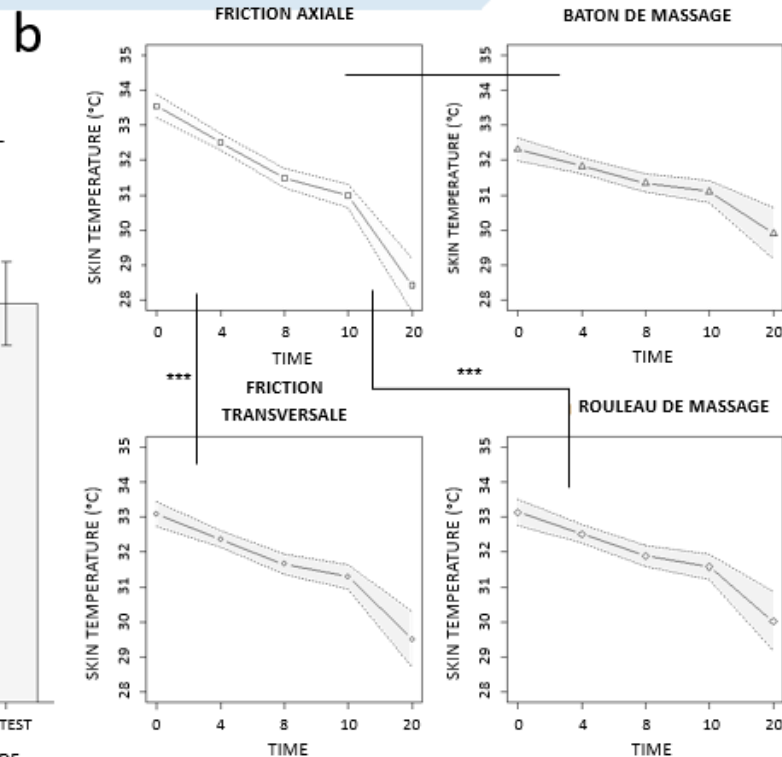 b
FRICTION AXIALE
BATON DE MASSAGE
SKIN TEMPERATURE (°C)
35
34
33
32
31
30
29
28
0 4 8 10 20
TIME
SKIN TEMPERATURE (°C)
35
34
33
32
31
30
29
28
0 4 8 10 20
TIME
***
***
FRICTION
TRANSVERSALE
ROULEAU DE MASSAGE
SKIN TEMPERATURE (°C)
35
34
33
32
31
30
29
28
0 4 8 10 20
TIME
SKIN TEMPERATURE (°C)
35
34
33
32
31
30
29
28
0 4 8 10 20
TIME
TEST